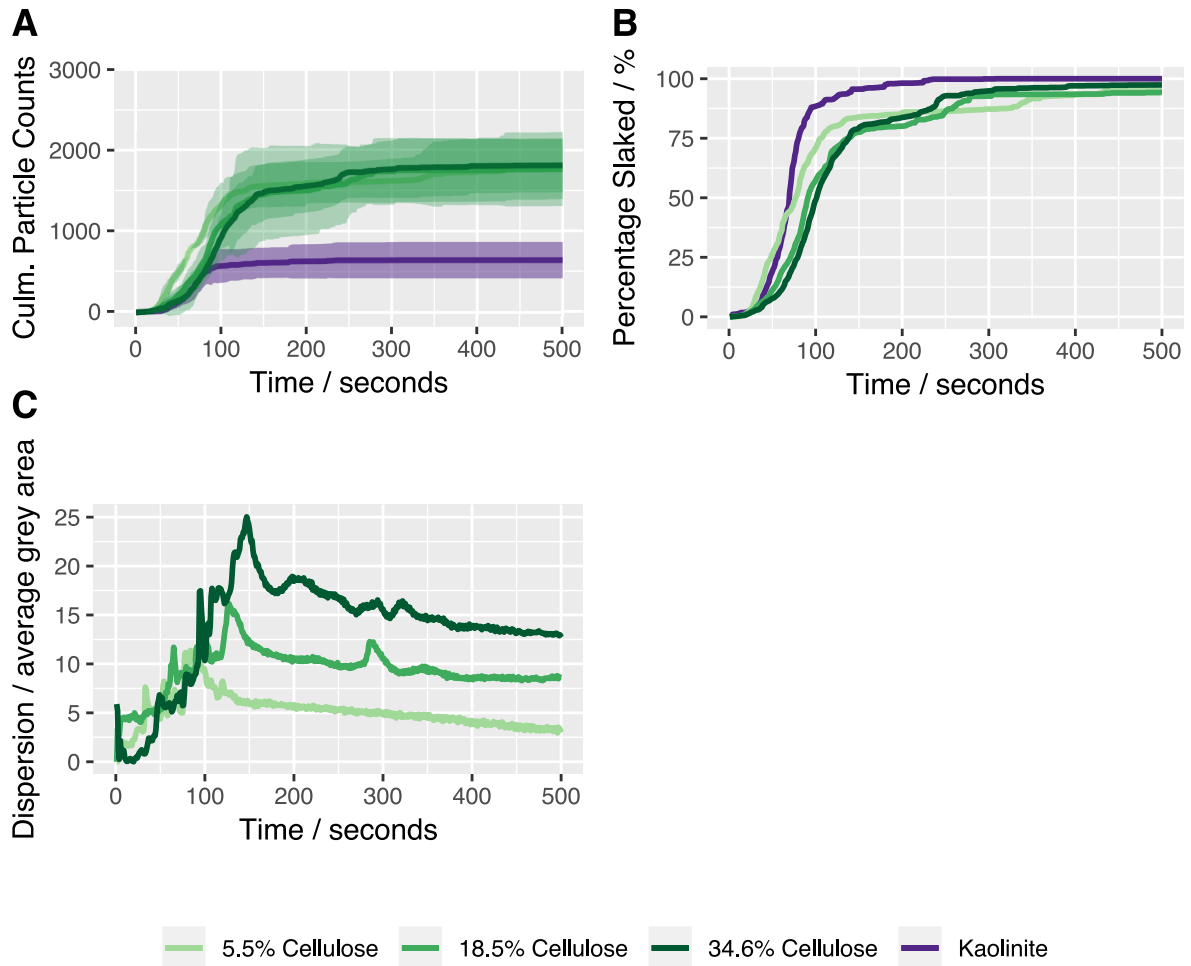 A
Culm. Particle Counts
3000
2000
1000
0
0 100 200 300 400 500
Time / seconds
B
Percentage Slaked / %
100
75
50
25
0
0 100 200 300 400 500
Time / seconds
C
Dispersion / average grey area
25
20
15
10
5
0
0 100 200 300 400 500
Time / seconds
5.5% Cellulose 18.5% Cellulose 34.6% Cellulose Kaolinite